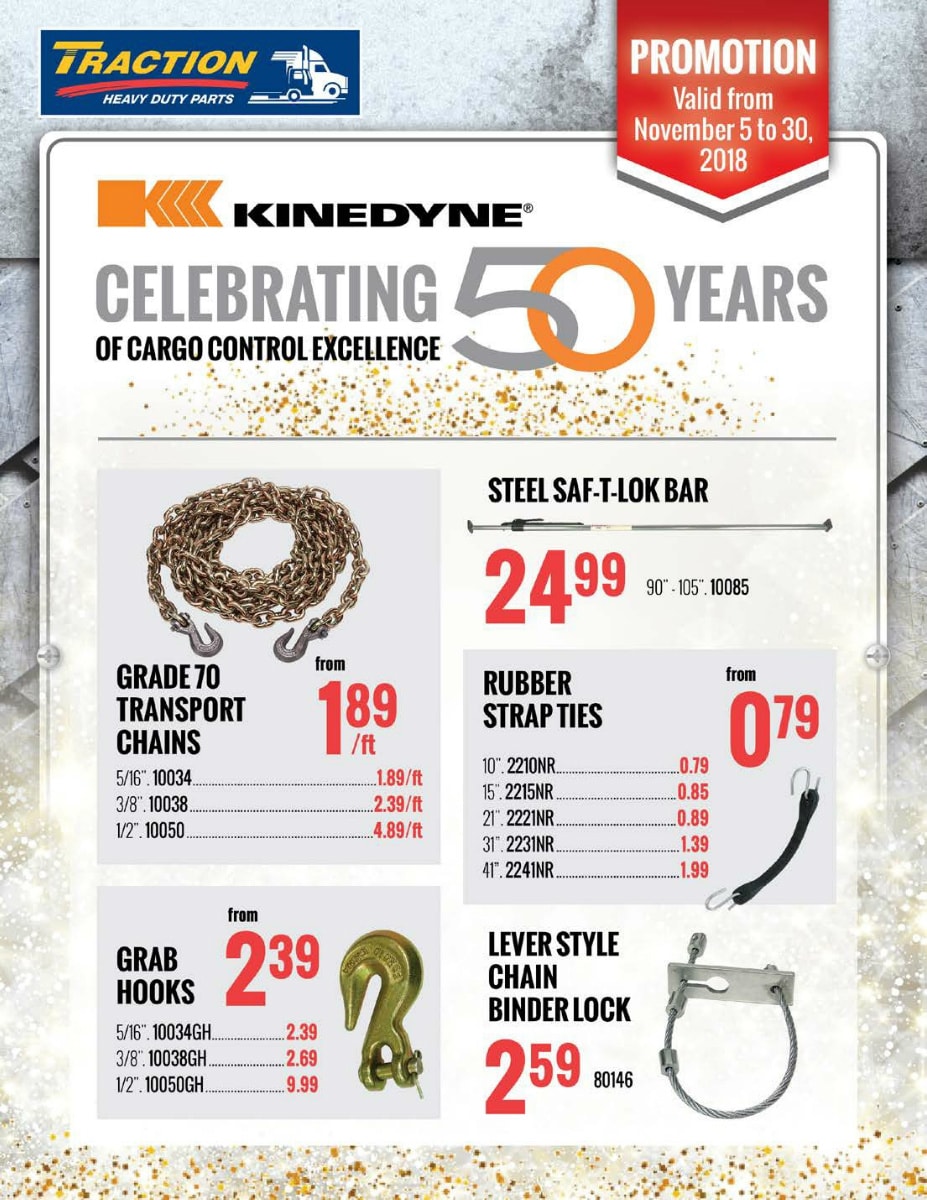 TRACTION
HEAVY DUTY PARTS
PROMOTION
Valid from
November 5 to 30,
2018
KINEDYNE®
CELEBRATING 50 YEARS
OF CARGO CONTROL EXCELLENCE
GRADE 70
TRANSPORT
CHAINS
from
1 89
/ft
5/16”. 10034 1.89/ft
3/8”. 10038 2.39/ft
1/2”. 10050 4.89/ft
STEEL SAF-T-LOK BAR
24 99
90” - 105”. 10085
RUBBER
STRAP TIES
from
0 79
10”. 2210NR 0.79
15”. 2215NR 0.85
21”. 2221NR 0.89
31”. 2231NR 1.39
41”. 2241NR 1.99
GRAB
HOOKS
from
2 39
5/16”. 10034GH 2.39
3/8”. 10038GH 2.69
1/2”. 10050GH 9.99
LEVER STYLE
CHAIN
BINDER LOCK
2 59
80146